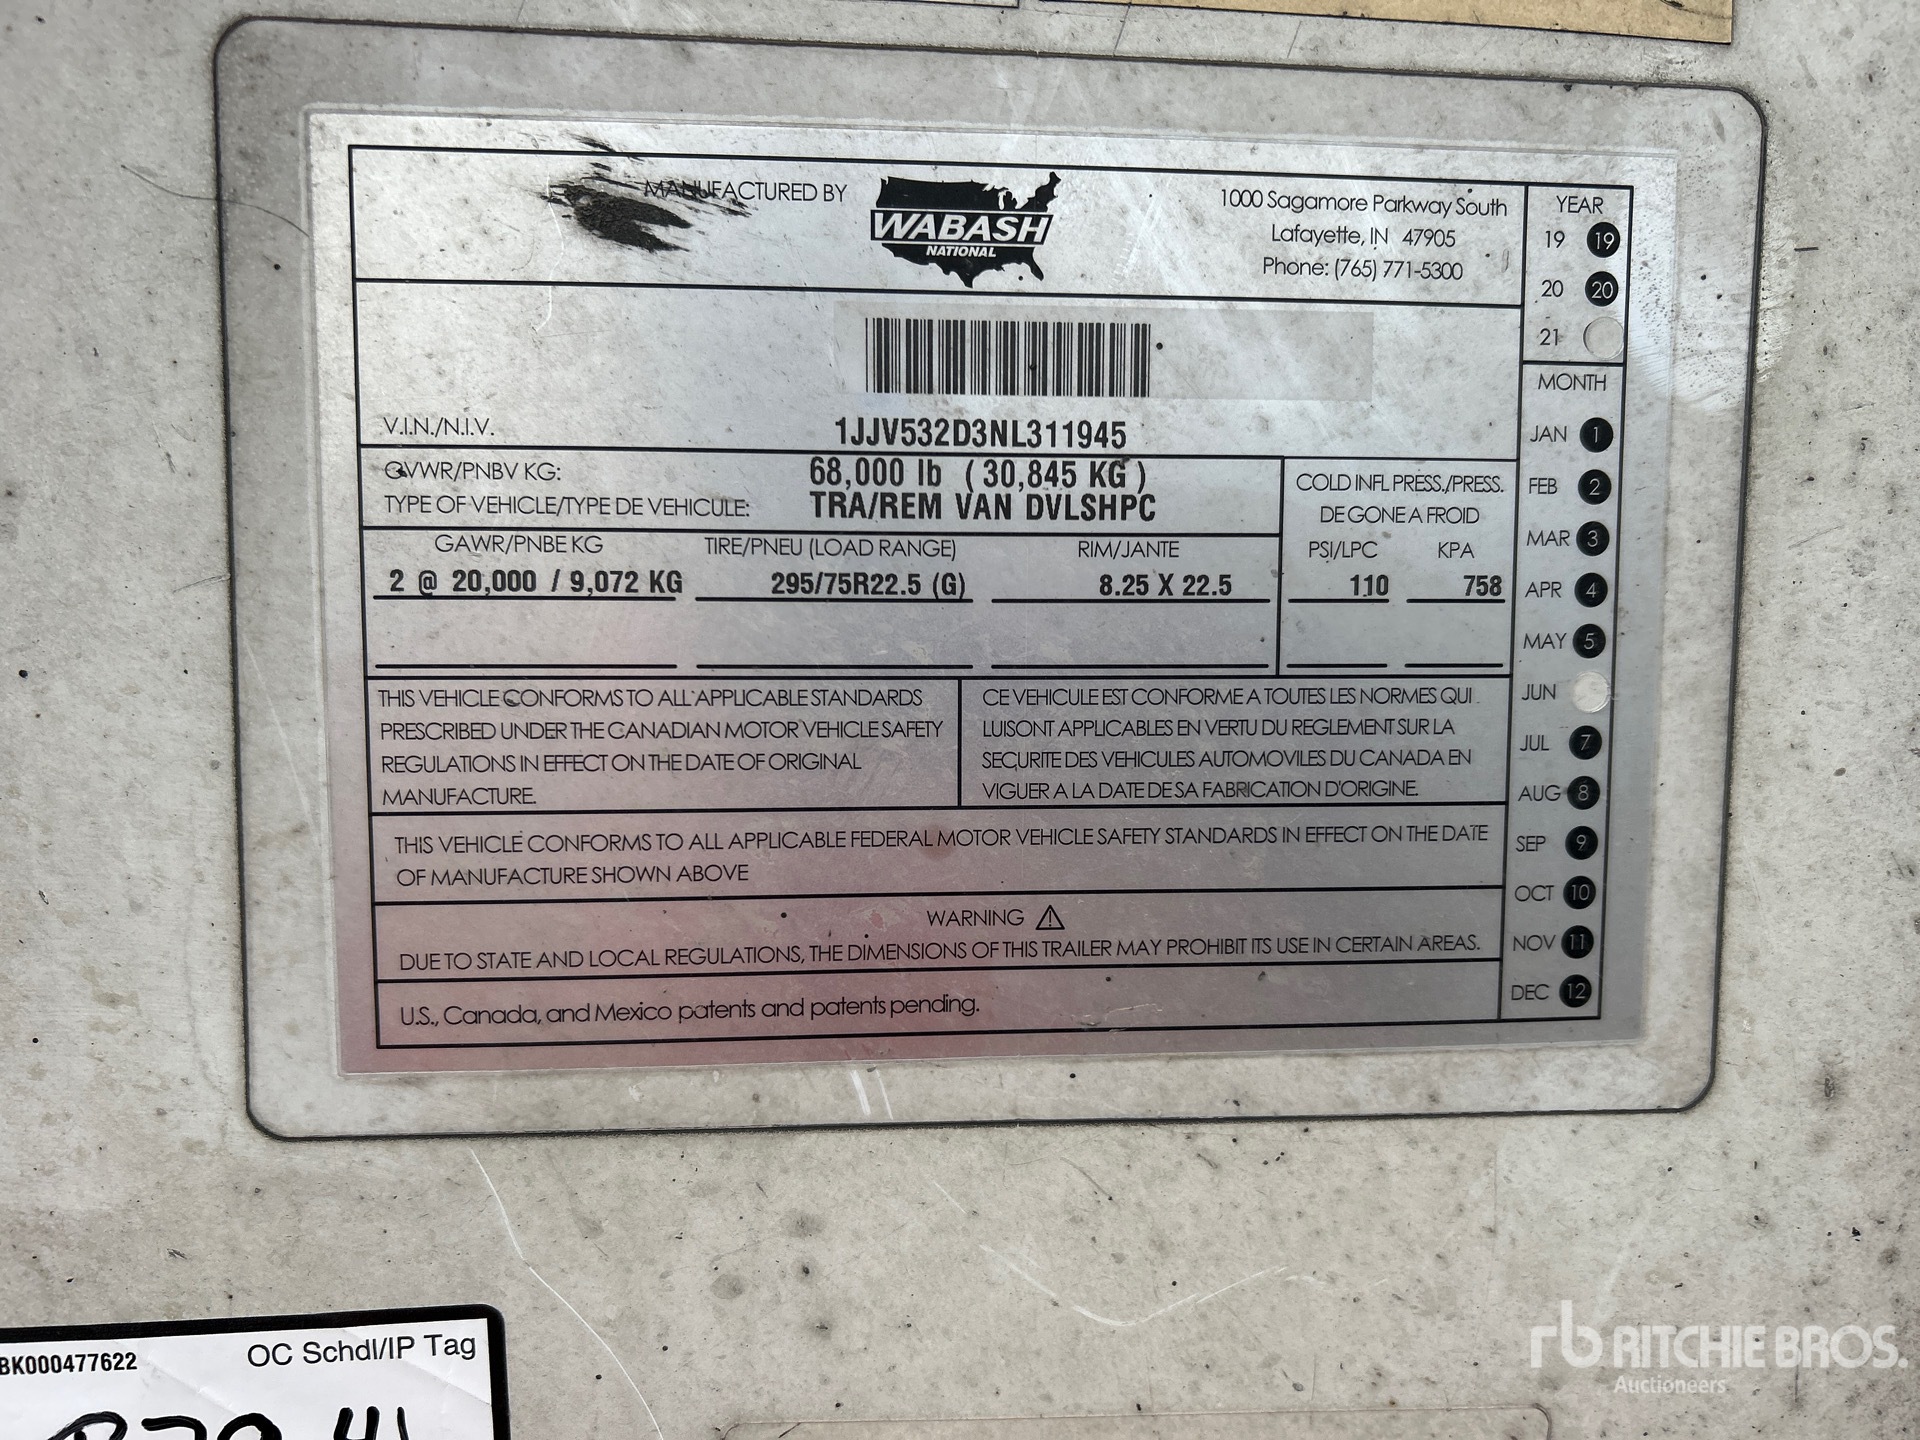 MANUFACTURED BY
WABASH
NATIONAL
1000 Sagamore Parkway South
Lafayette, IN 47905
Phone: (765) 771-5300
YEAR
19 19
20 20
21
V.I.N./N.I.V.
1JJV532D3NL311945
GVWR/PNBV KG: 68,000 lb (30,845 KG)
TYPE OF VEHICLE/TYPE DE VEHICULE: TRA/REM VAN DVLSHPC
COLD INFL PRESS./PRESS.
DE GONE A FROID
GAWR/PNBE KG TIRE/PNEU (LOAD RANGE) RIM/JANTE PSI/LPC KPA
2 @ 20,000 / 9,072 KG 295/75R22.5 (G) 8.25 X 22.5 110 758
MONTH
JAN 1
FEB 2
MAR 3
APR 4
MAY 5
JUN
JUL 7
AUG 8
SEP 9
OCT 10
NOV 11
DEC 12
THIS VEHICLE CONFORMS TO ALL APPLICABLE STANDARDS
PRESCRIBED UNDER THE CANADIAN MOTOR VEHICLE SAFETY
REGULATIONS IN EFFECT ON THE DATE OF ORIGINAL
MANUFACTURE.
CE VEHICULE EST CONFORME A TOUTES LES NORMES QUI
LUISONT APPLICABLES EN VERTU DU REGLEMENT SUR LA
SECURITE DES VEHICULES AUTOMOVILES DU CANADA EN
VIGUER A LA DATE DE SA FABRICATION D'ORIGINE.
THIS VEHICLE CONFORMS TO ALL APPLICABLE FEDERAL MOTOR VEHICLE SAFETY STANDARDS IN EFFECT ON THE DATE
OF MANUFACTURE SHOWN ABOVE
WARNING
DUE TO STATE AND LOCAL REGULATIONS, THE DIMENSIONS OF THIS TRAILER MAY PROHIBIT ITS USE IN CERTAIN AREAS.
U.S., Canada, and Mexico patents and patents pending.
BK000477622 OC Schdl/IP Tag
rb RITCHIE BROS.
Auctioneers